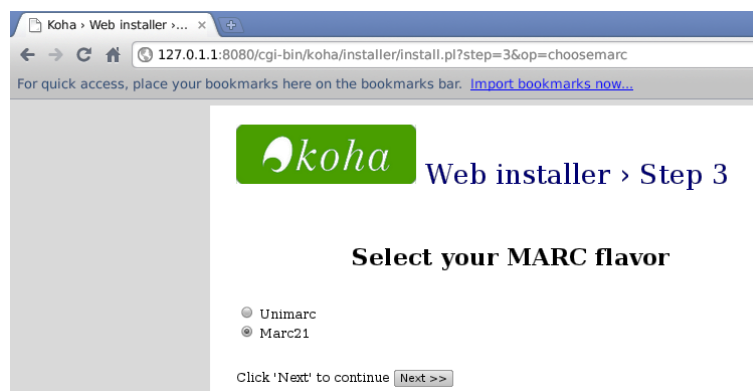 Koha › Web installer ›... ×
127.0.1.1:8080/cgi-bin/koha/installer/install.pl?step=3&op=choosemarc
For quick access, place your bookmarks here on the bookmarks bar. Import bookmarks now...
koha Web installer › Step 3
Select your MARC flavor
Unimarc
Marc21
Click 'Next' to continue Next >>